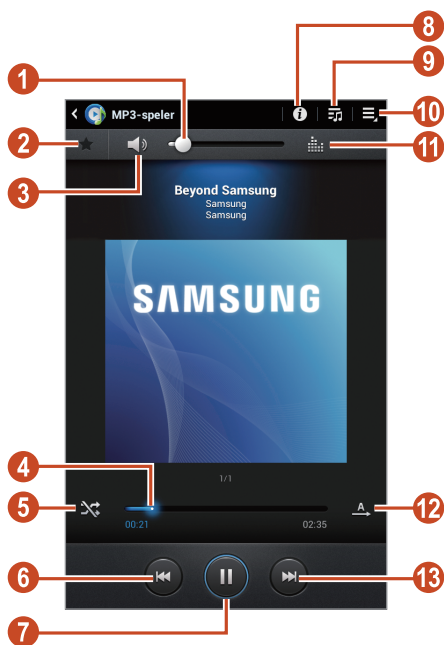 8
9
1
MP3-speler
10
2
11
3
Beyond Samsung
Samsung
Samsung
SAMSUNG
4
1/1
5
A
12
00:21
02:35
6
13
7